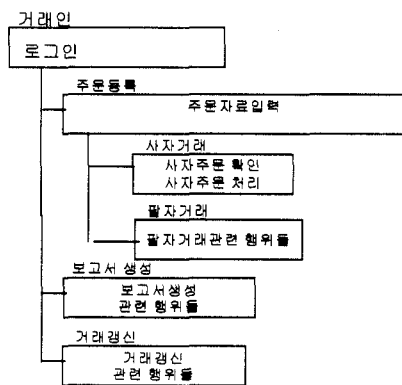 거래인
로그인
주문등록
주문자료입력
사자거래
사자주문 확인
사자주문 처리
팔자거래
팔자거래관련 행위들
보고서 생성
보고서생성
관련 행위들
거래갱신
거래갱신
관련 행위들